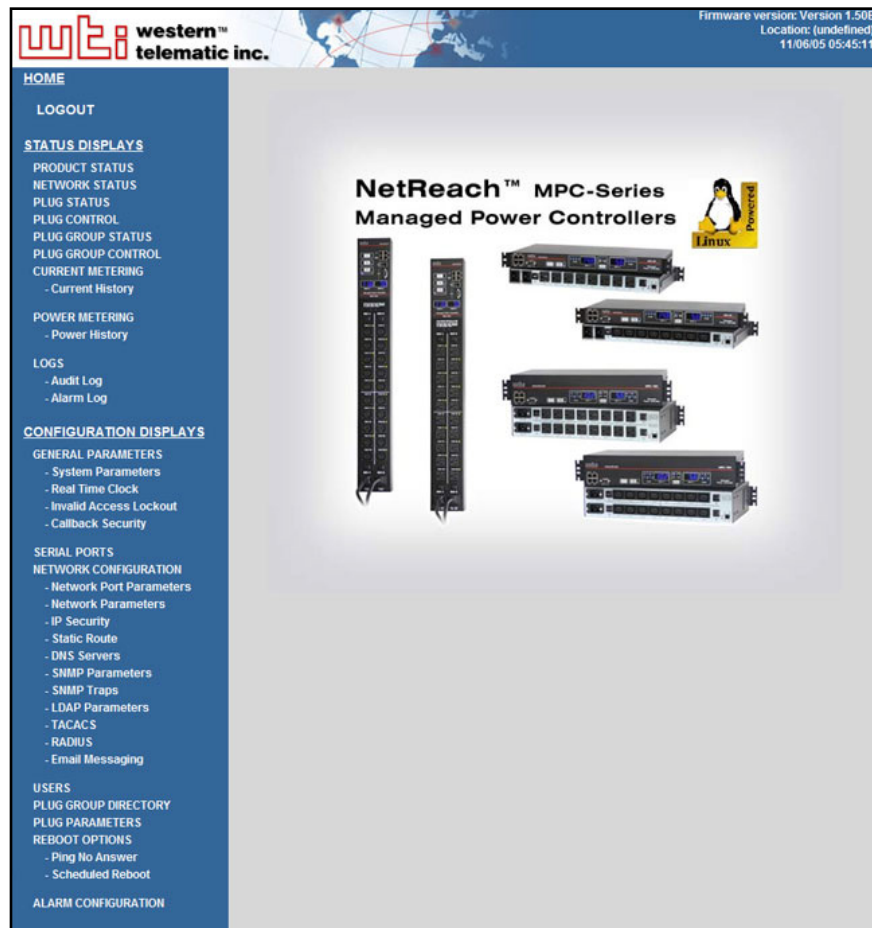 wti western™
telematic inc.
Firmware version: Version 1.50B
Location: (undefined)
11/06/05 05:45:11
HOME
LOGOUT
STATUS DISPLAYS
PRODUCT STATUS
NETWORK STATUS
PLUG STATUS
PLUG CONTROL
PLUG GROUP STATUS
PLUG GROUP CONTROL
CURRENT METERING
- Current History
POWER METERING
- Power History
LOGS
- Audit Log
- Alarm Log
CONFIGURATION DISPLAYS
GENERAL PARAMETERS
- System Parameters
- Real Time Clock
- Invalid Access Lockout
- Callback Security
SERIAL PORTS
NETWORK CONFIGURATION
- Network Port Parameters
- Network Parameters
- IP Security
- Static Route
- DNS Servers
- SNMP Parameters
- SNMP Traps
- LDAP Parameters
- TACACS
- RADIUS
- Email Messaging
USERS
PLUG GROUP DIRECTORY
PLUG PARAMETERS
REBOOT OPTIONS
- Ping No Answer
- Scheduled Reboot
ALARM CONFIGURATION
NetReach™ MPC-Series
Managed Power Controllers
Linux
Powered